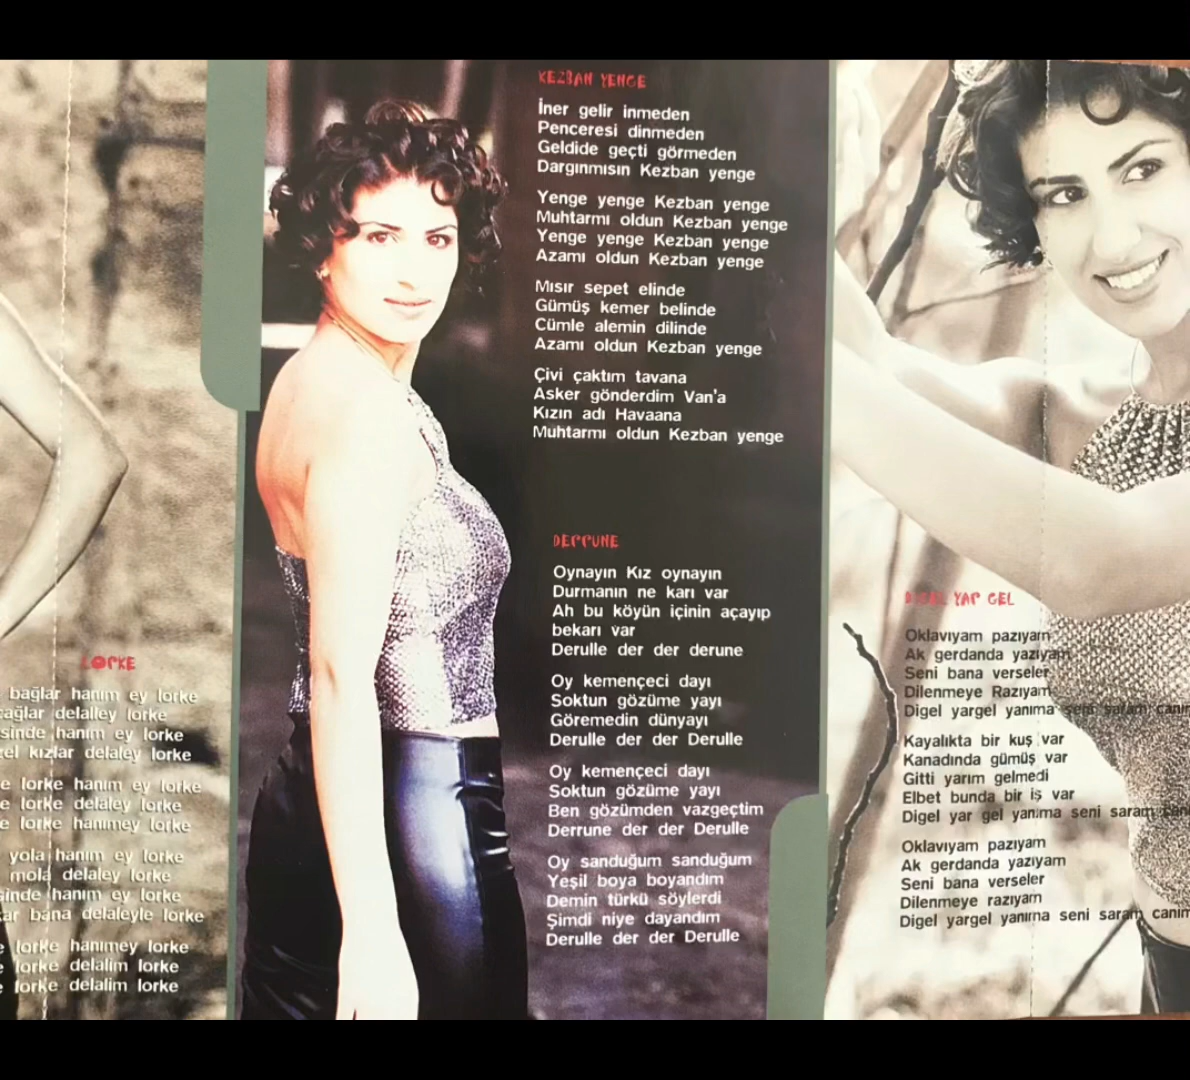 LORKE
bağlar hanım ey lorke
delalley lorke
hanım ey lorke
kızlar delaley lorke
lorke hanım ey lorke
lorke delaley lorke
lorke hanımey lorke
yola hanım ey lorke
mola delaley lorke
hanım ey lorke
bana delaleyle lorke
lorke hanımey lorke
lorke delalim lorke
lorke delalim lorke
KEZBAN YENGE
İner gelir inmeden
Penceresi dinmeden
Geldide geçti görmeden
Dargınmısın Kezban yenge
Yenge yenge Kezban yenge
Muhtarmı oldun Kezban yenge
Yenge yenge Kezban yenge
Azamı oldun Kezban yenge
Mısır sepet elinde
Gümüş kemer belinde
Cümle alemin dilinde
Azamı oldun Kezban yenge
Çivi çaktım tavana
Asker gönderdim Van'a
Kızın adı Havaana
Muhtarmı oldun Kezban yenge
DERRUNE
Oynayın Kız oynayın
Durmanın ne karı var
Ah bu köyün içinin açayıp
bekarı var
Derulle der der derune
Oy kemençeci dayı
Soktun gözüme yayı
Göremedin dünyayı
Derulle der der Derulle
Oy kemençeci dayı
Soktun gözüme yayı
Ben gözümden vazgeçtim
Derrune der der Derulle
Oy sanduğum sanduğum
Yeşil boya boyandım
Demin türkü söylerdi
Şimdi niye dayandım
Derulle der der Derulle
YAR GEL
Oklavıyam pazıyam
Ak gerdanda yazıyam
Seni bana verseler
Dilenmeye Razıyam
Digel yargel yanıma seni saram canım
Kayalıkta bir kuş var
Kanadında gümüş var
Gitti yarım gelmedi
Elbet bunda bir iş var
Digel yar gel yanıma seni saram
Oklavıyam pazıyam
Ak gerdanda yazıyam
Seni bana verseler
Dilenmeye razıyam
Digel yargel yanıma seni saram canım